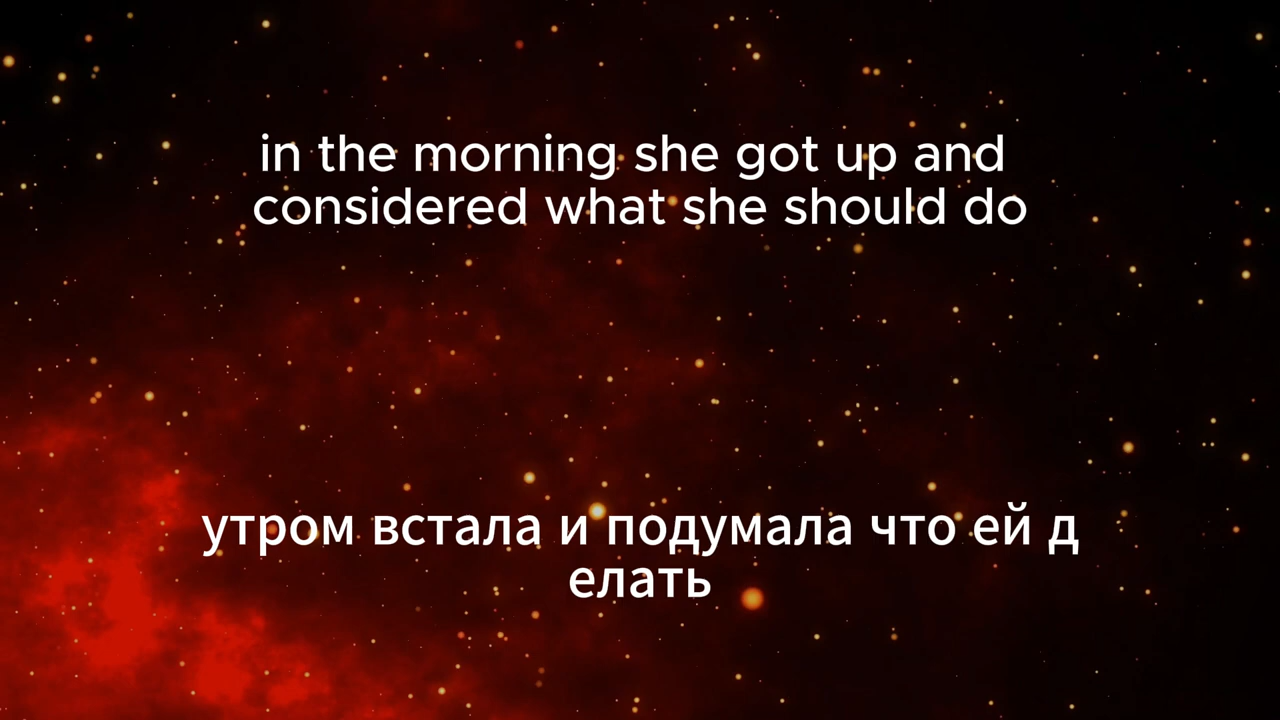 in the morning she got up and
considered what she should do
утром встала и подумала что ей д
елать